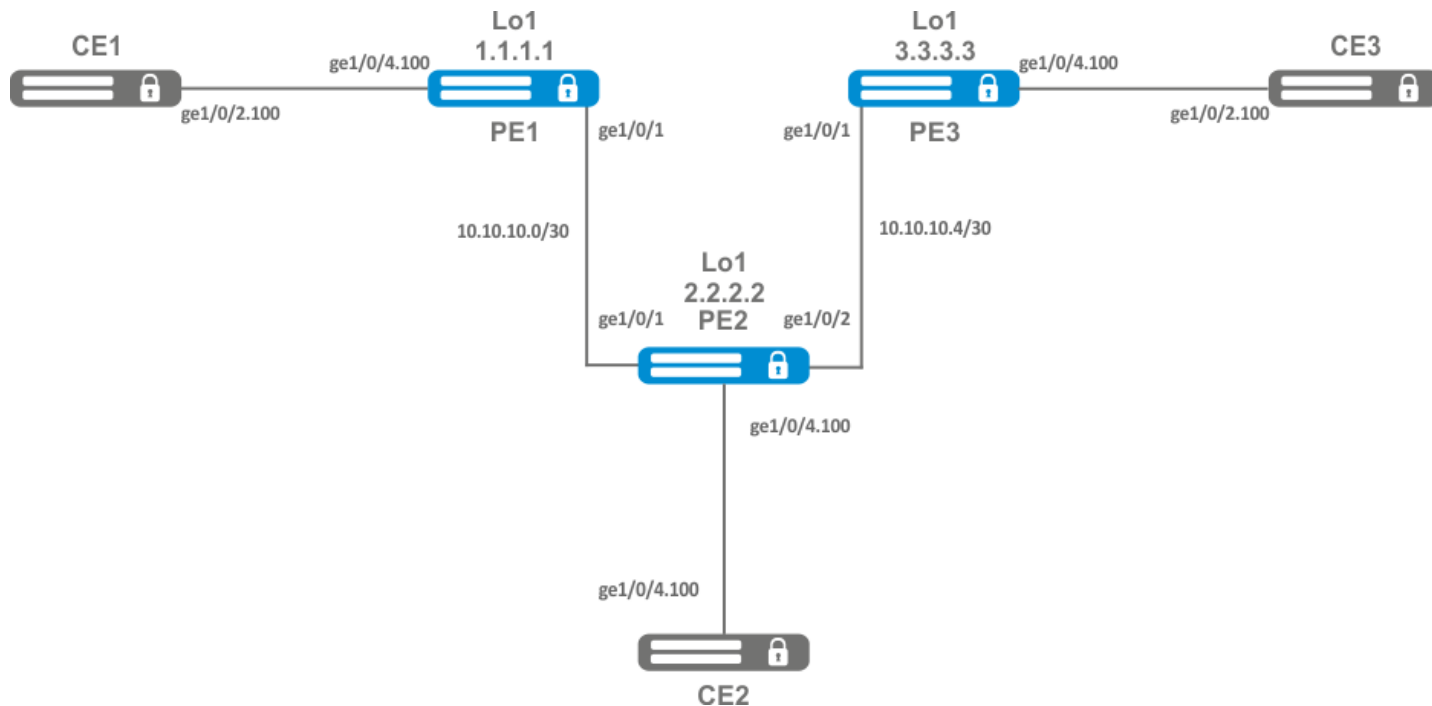 Lo1
1.1.1.1
CE1
ge1/0/4.100
ge1/0/2.100
PE1
ge1/0/1
Lo1
3.3.3.3
CE3
ge1/0/4.100
ge1/0/2.100
PE3
ge1/0/1
10.10.10.0/30
10.10.10.4/30
Lo1
2.2.2.2
PE2
ge1/0/1
ge1/0/2
ge1/0/4.100
ge1/0/4.100
CE2